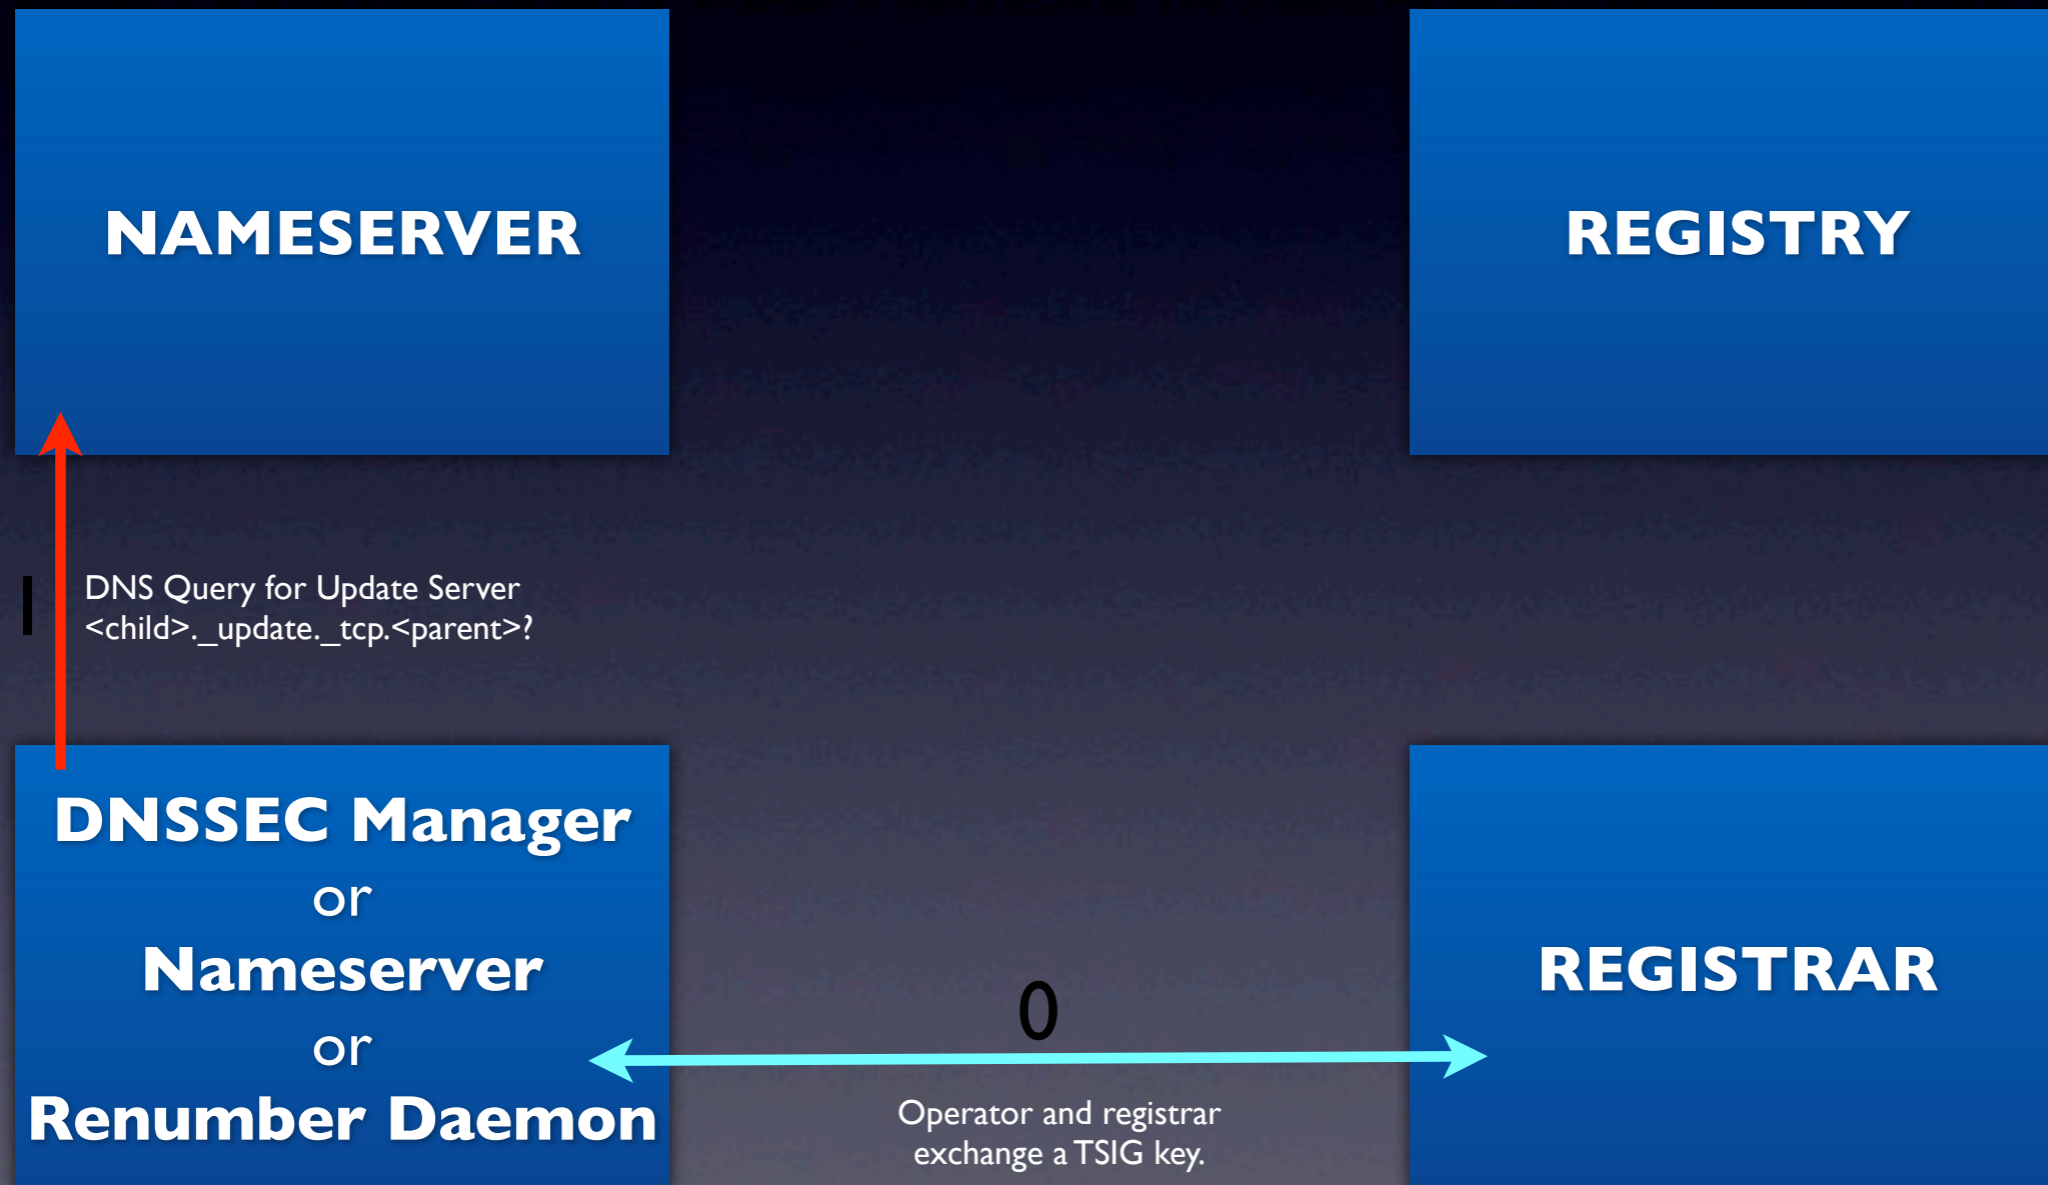 NAMESERVER
REGISTRY
1
DNS Query for Update Server
<child>._update._tcp.<parent>?
DNSSEC Manager
or
Nameserver
or
Renumber Daemon
0
Operator and registrar
exchange a TSIG key.
REGISTRAR